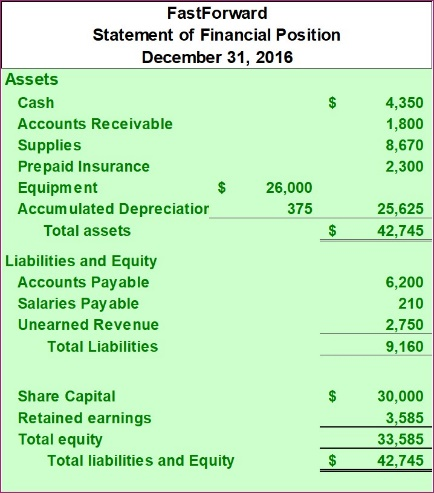 FastForward
Statement of Financial Position
December 31, 2016
Assets
Cash $ 4,350
Accounts Receivable 1,800
Supplies 8,670
Prepaid Insurance 2,300
Equipment $ 26,000
Accumulated Depreciation 375 25,625
Total assets $ 42,745
Liabilities and Equity
Accounts Payable 6,200
Salaries Payable 210
Unearned Revenue 2,750
Total Liabilities 9,160
Share Capital $ 30,000
Retained earnings 3,585
Total equity 33,585
Total liabilities and Equity $ 42,745